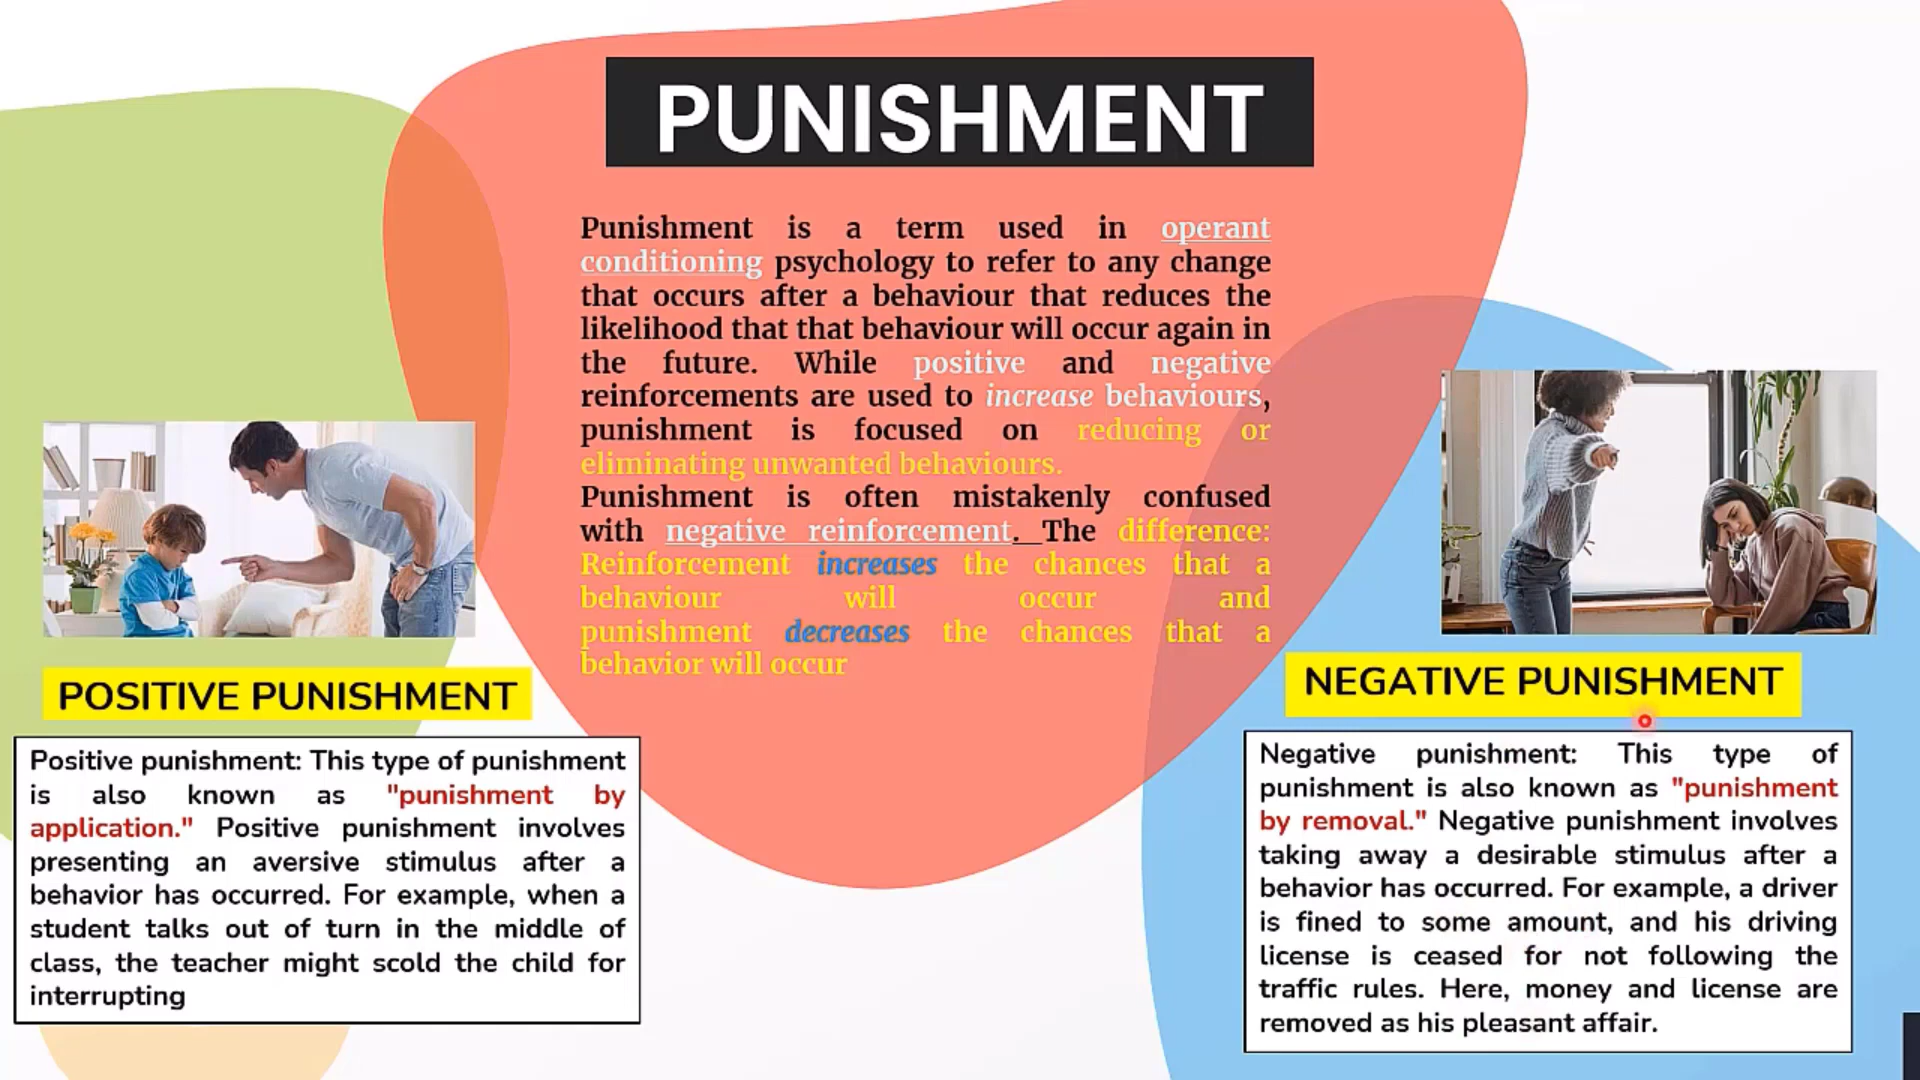 PUNISHMENT
Punishment is a term used in operant
conditioning psychology to refer to any change
that occurs after a behaviour that reduces the
likelihood that that behaviour will occur again in
the future. While positive and negative
reinforcements are used to increase behaviours,
punishment is focused on reducing or
eliminating unwanted behaviours.
Punishment is often mistakenly confused
with negative reinforcement. The difference:
Reinforcement increases the chances that a
behaviour will occur and
punishment decreases the chances that a
behavior will occur
POSITIVE PUNISHMENT
Positive punishment: This type of punishment
is also known as "punishment by
application." Positive punishment involves
presenting an aversive stimulus after a
behavior has occurred. For example, when a
student talks out of turn in the middle of
class, the teacher might scold the child for
interrupting
NEGATIVE PUNISHMENT
Negative punishment: This type of
punishment is also known as "punishment
by removal." Negative punishment involves
taking away a desirable stimulus after a
behavior has occurred. For example, a driver
is fined to some amount, and his driving
license is ceased for not following the
traffic rules. Here, money and license are
removed as his pleasant affair.